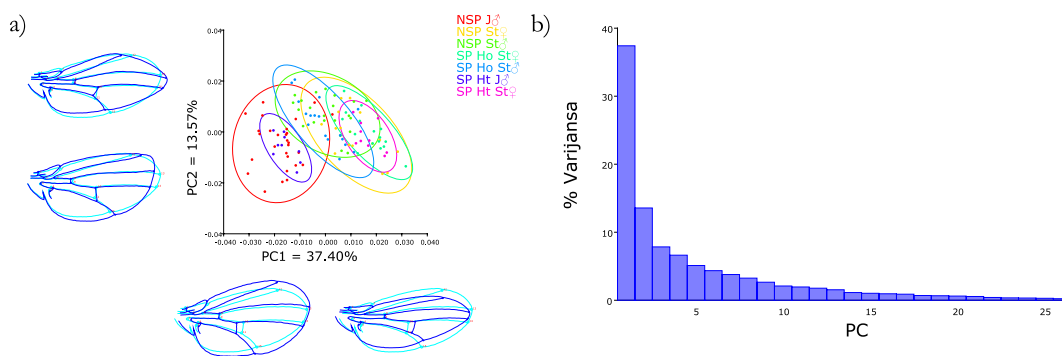 a)
NSP J♂
NSP St♀
NSP St♂
SP Ho St♀
SP Ho St♂
SP Ht J♂
SP Ht St♀
0.04
0.02
0.00
-0.02
-0.04
PC2 = 13.57%
-0.040 -0.030 -0.020 -0.010 0.000 0.010 0.020 0.030 0.040
PC1 = 37.40%
b)
40
30
20
10
0
% Varijansa
5 10 15 20 25
PC